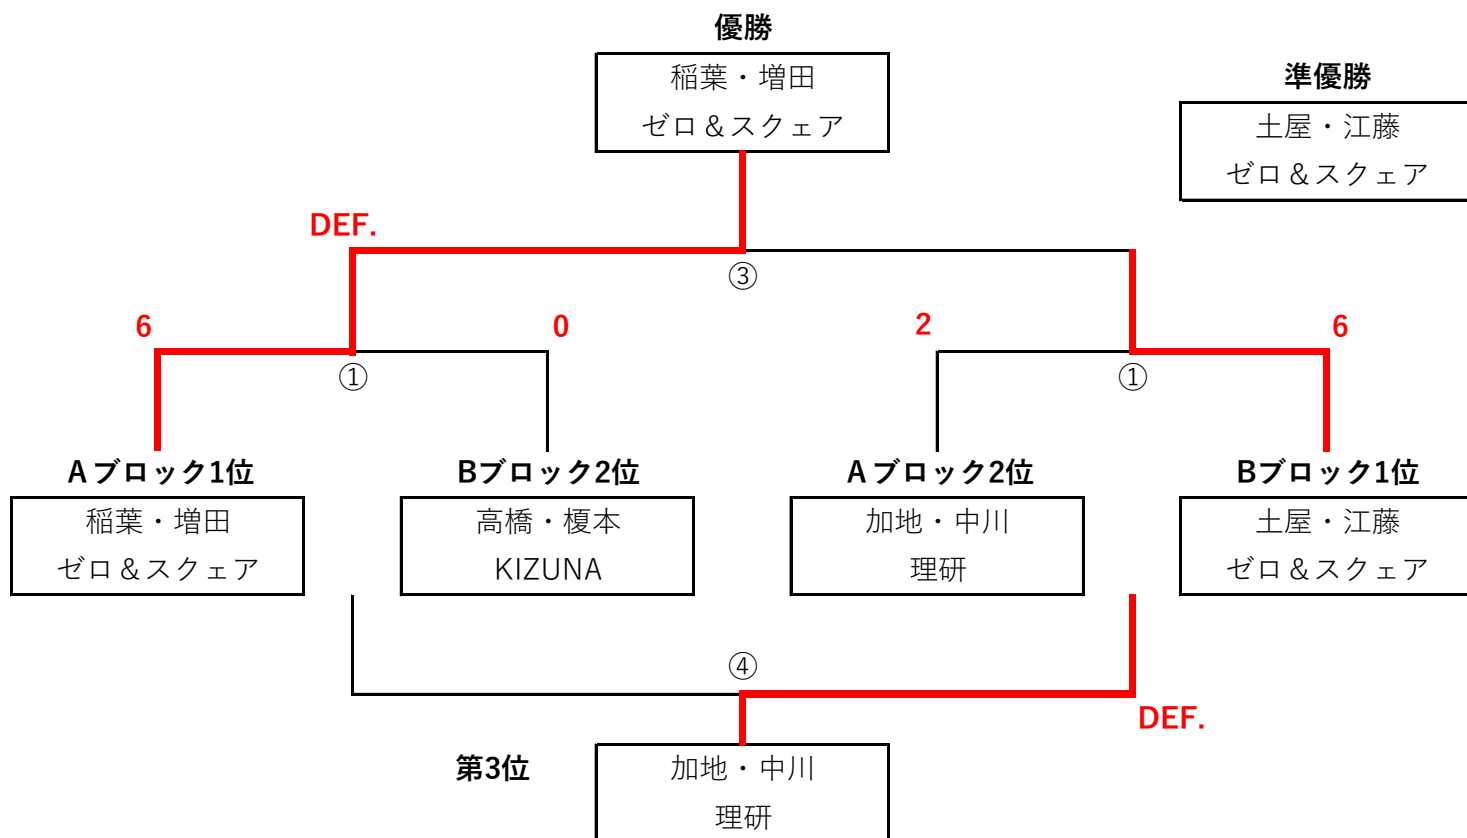 優勝
稲葉・増田
ゼロ＆スクェア
準優勝
土屋・江藤
ゼロ＆スクェア
DEF.
③
6
0
2
6
①
①
Aブロック1位
Bブロック2位
Aブロック2位
Bブロック1位
稲葉・増田
ゼロ＆スクェア
高橋・榎本
KIZUNA
加地・中川
理研
土屋・江藤
ゼロ＆スクェア
④
DEF.
第3位
加地・中川
理研